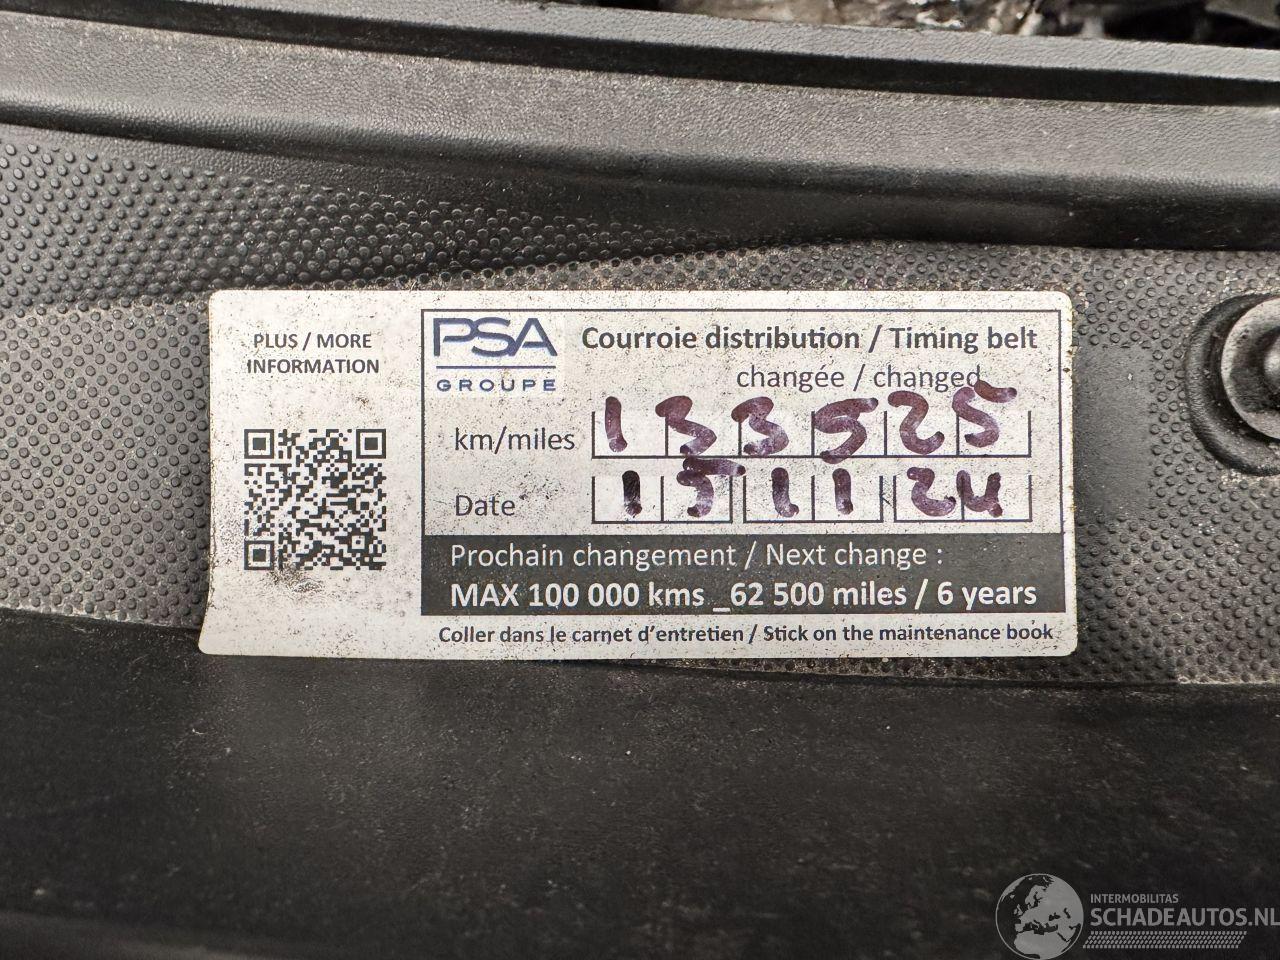 PLUS / MORE
INFORMATION
PSA
GROUPE
Courroie distribution / Timing belt
changée / changed
km/miles 133525
Date 15 11 24
Prochain changement / Next change :
MAX 100 000 kms _62 500 miles / 6 years
Coller dans le carnet d'entretien / Stick on the maintenance book
INTERMOBILITAS
SCHADEAUTOS.NL